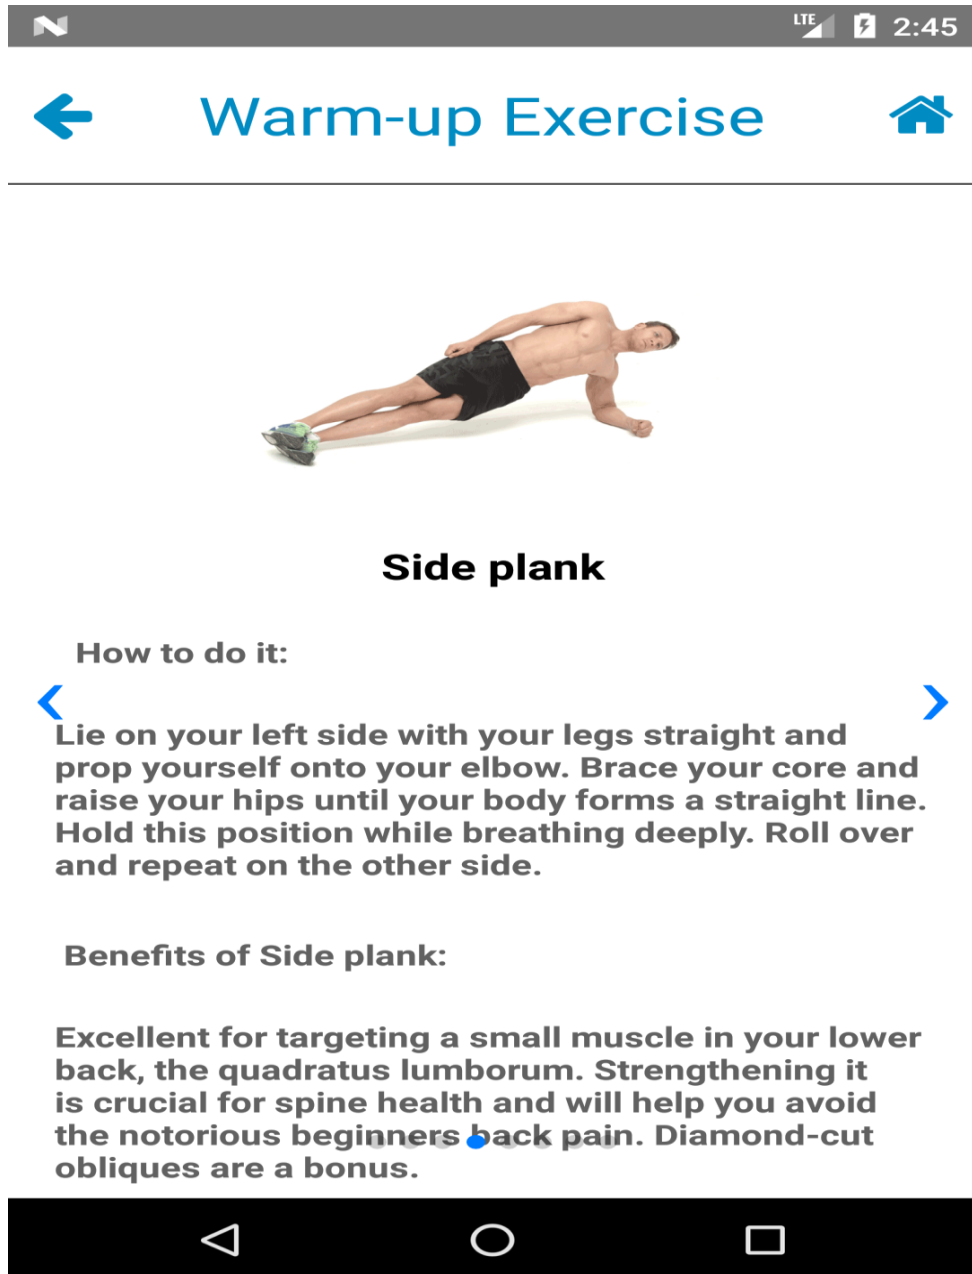 LTE 2:45
Warm-up Exercise
Side plank
How to do it:
Lie on your left side with your legs straight and
prop yourself onto your elbow. Brace your core and
raise your hips until your body forms a straight line.
Hold this position while breathing deeply. Roll over
and repeat on the other side.
Benefits of Side plank:
Excellent for targeting a small muscle in your lower
back, the quadratus lumborum. Strengthening it
is crucial for spine health and will help you avoid
the notorious beginners back pain. Diamond-cut
obliques are a bonus.